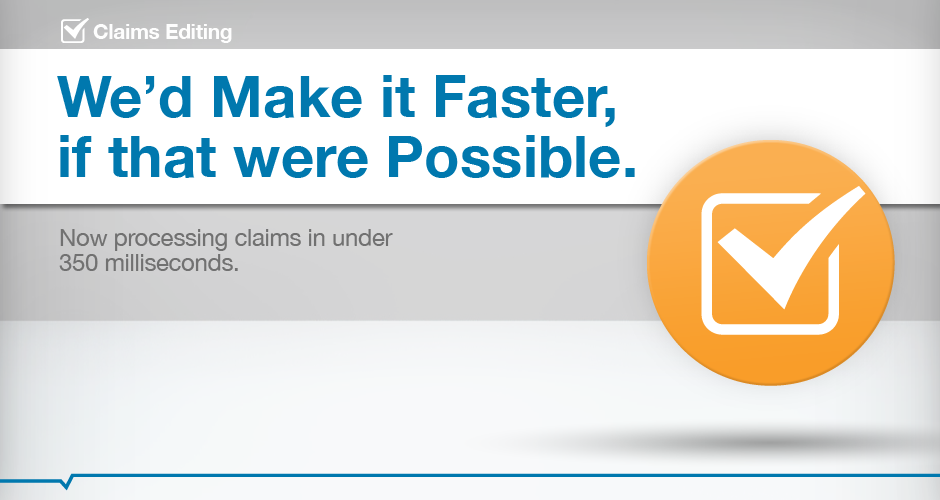 Claims Editing
We’d Make it Faster,
if that were Possible.
Now processing claims in under
350 milliseconds.